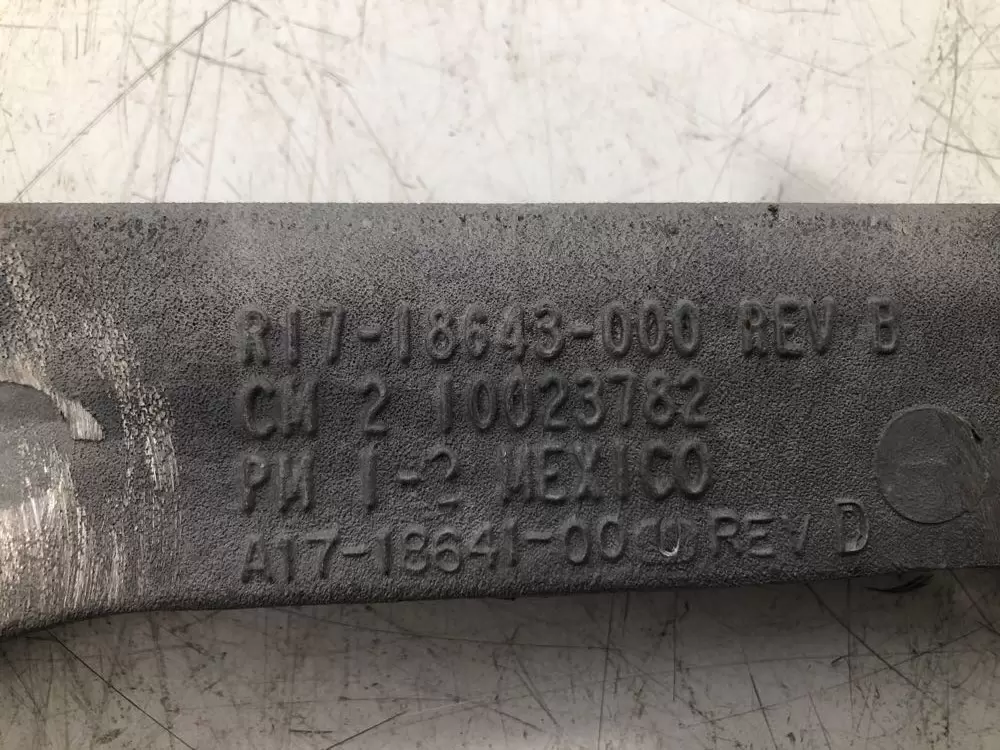 R17-18643-000 REV B
CM 2 10023782
PM 1-2 MEXICO
A17-18641-000 REV D